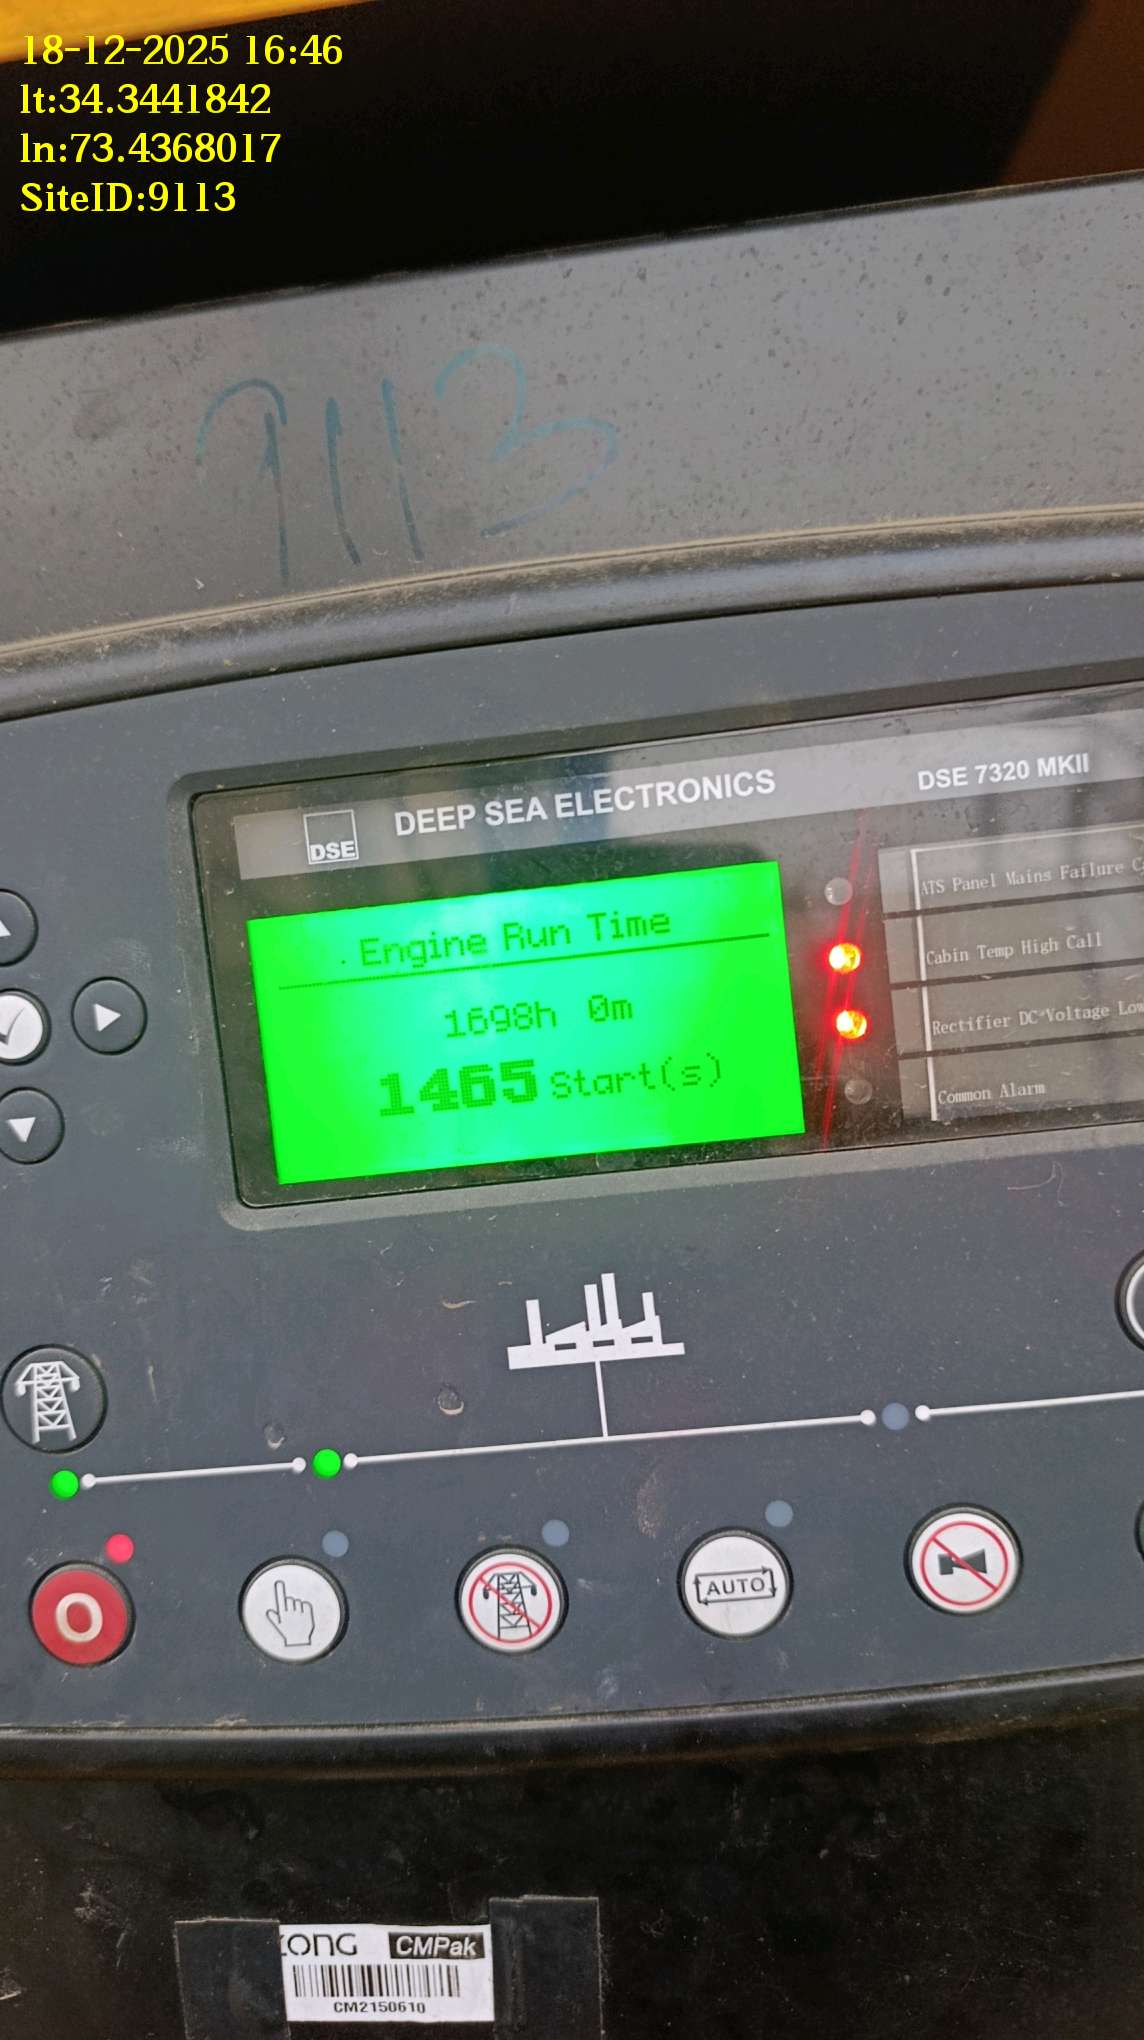 18-12-2025 16:46
lt:34.3441842
ln:73.4368017
SiteID:9113
9113
DSE
DEEP SEA ELECTRONICS
DSE 7320 MKII
Engine Run Time
1698h 0m
1465 Start(s)
ATS Panel Mains Failure
Cabin Temp High Call
Rectifier DC Voltage Low
Common Alarm
O
AUTO
ZONG
CMPak
CM2150610